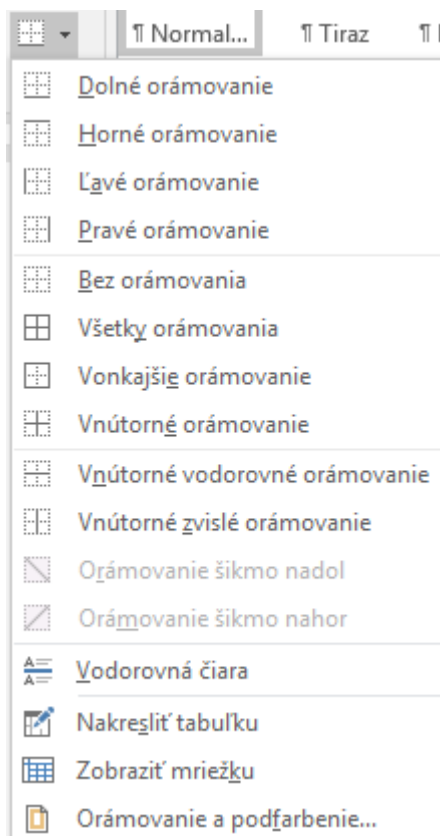 ¶ Normal... ¶ Tiraz ¶
Dolné orámovanie
Horné orámovanie
Ľavé orámovanie
Pravé orámovanie
Bez orámovania
Všetky orámovania
Vonkajšie orámovanie
Vnútorné orámovanie
Vnútorné vodorovné orámovanie
Vnútorné zvislé orámovanie
Orámovanie šikmo nadol
Orámovanie šikmo nahor
Vodorovná čiara
Nakresliť tabuľku
Zobraziť mriežku
Orámovanie a podfarbenie...